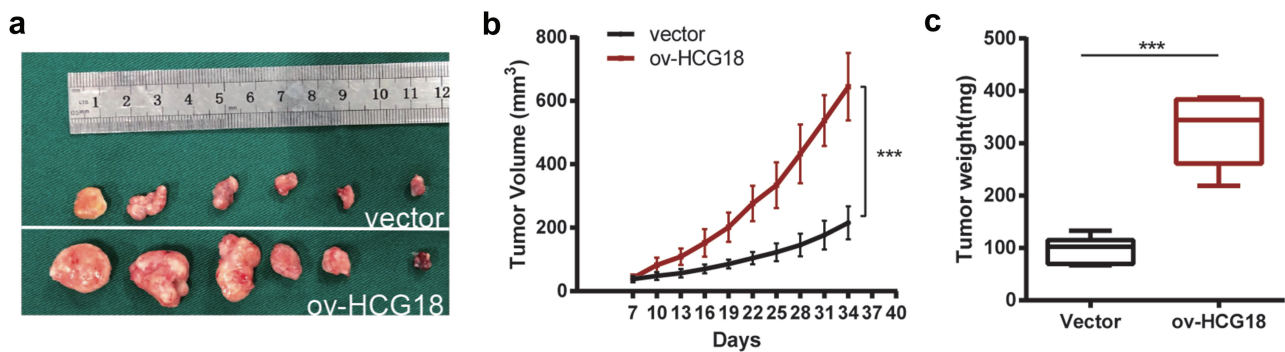 a
1 2 3 4 5 6 7 8 9 10 11 12
vector
ov-HCG18
b
vector
ov-HCG18
Tumor Volume (mm³)
800
600
400
200
0
***
7 10 13 16 19 22 25 28 31 34 37 40
Days
c
Tumor weight(mg)
500
400
300
200
100
0
***
Vector ov-HCG18